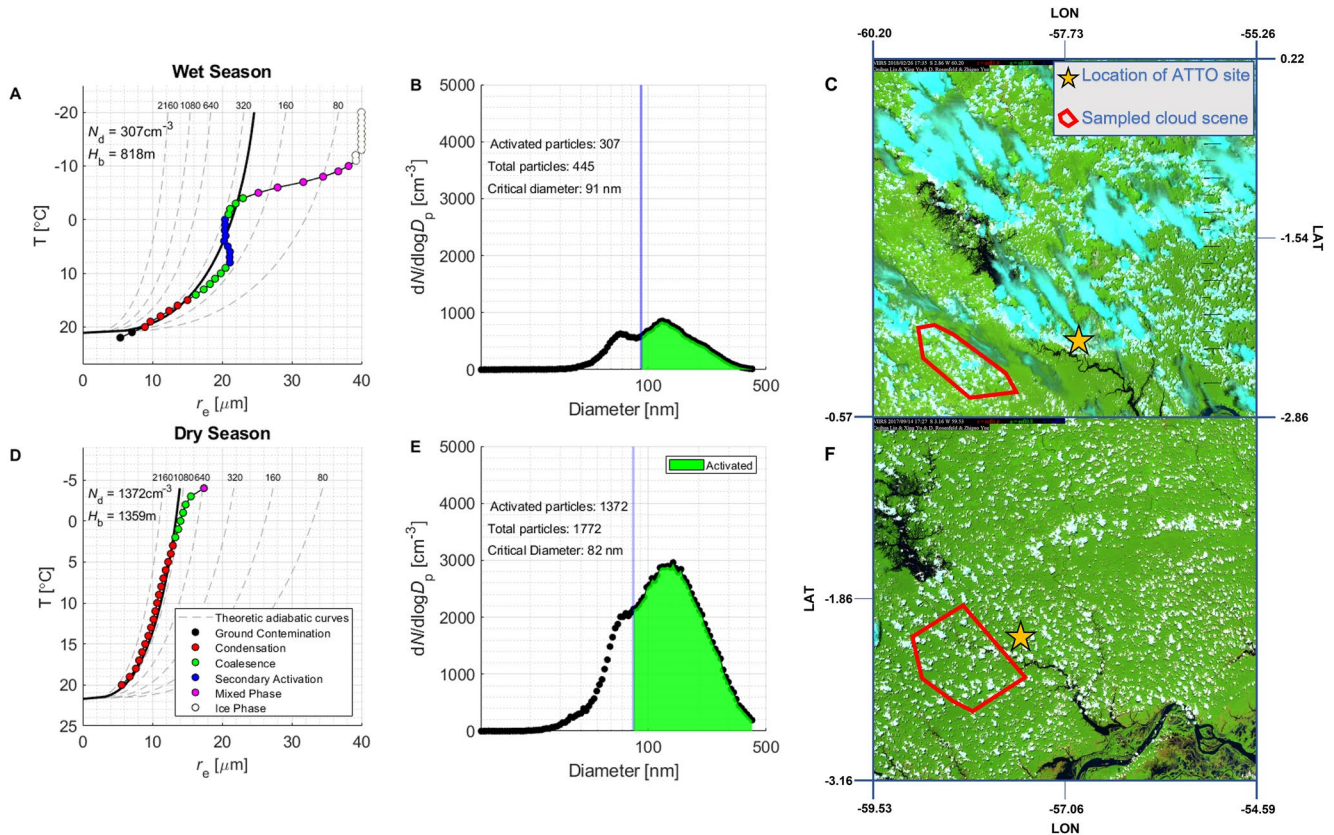 LON
-60.20
-57.73
-55.26
Wet Season
A
2160 1080 640 320 160 80
N_d = 307cm⁻³
H_b = 818m
-20
-10
0
10
20
T [°C]
0 10 20 30 40
r_e [μm]
B
5000
4000
3000
2000
1000
0
dN/dlogD_p [cm⁻³]
Activated particles: 307
Total particles: 445
Critical diameter: 91 nm
100 500
Diameter [nm]
C
Location of ATTO site
Sampled cloud scene
0.22
-1.54
LAT
-0.57
-2.86
Dry Season
D
2160 1080 640 320 160 80
N_d = 1372cm⁻³
H_b = 1359m
-5
0
5
10
15
20
25
T [°C]
Theoretic adiabatic curves
Ground Contemination
Condensation
Coalesence
Secondary Activation
Mixed Phase
Ice Phase
0 10 20 30 40
r_e [μm]
E
5000
4000
3000
2000
1000
0
dN/dlogD_p [cm⁻³]
Activated
Activated particles: 1372
Total particles: 1772
Critical Diameter: 82 nm
100 500
Diameter [nm]
F
LAT
-1.86
-3.16
-59.53
-57.06
-54.59
LON